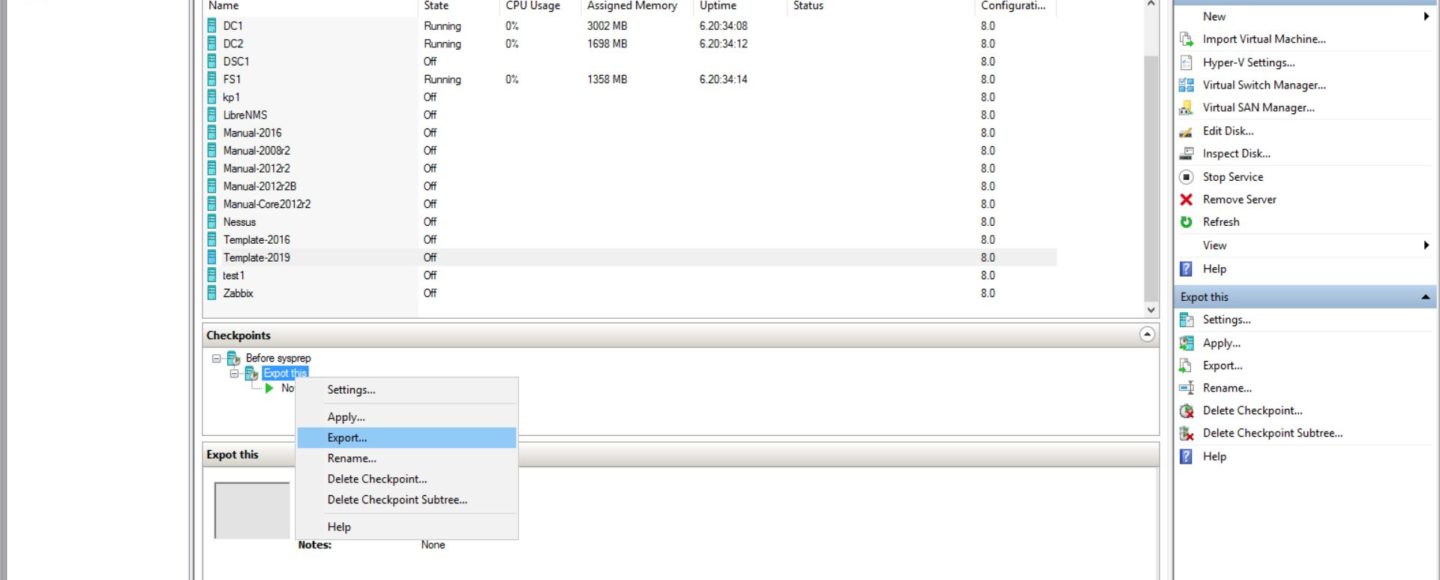 Name State CPU Usage Assigned Memory Uptime Status Configurati...
DC1 Running 0% 3002 MB 6.20:34:08 8.0
DC2 Running 0% 1698 MB 6.20:34:12 8.0
DSC1 Off 8.0
FS1 Running 0% 1358 MB 6.20:34:14 8.0
kp1 Off 8.0
LibreNMS Off 8.0
Manual-2016 Off 8.0
Manual-2008r2 Off 8.0
Manual-2012r2 Off 8.0
Manual-2012r2B Off 8.0
Manual-Core2012r2 Off 8.0
Nessus Off 8.0
Template-2016 Off 8.0
Template-2019 Off 8.0
test1 Off 8.0
Zabbix Off 8.0
Checkpoints
Before sysprep
Expot this
No
Settings...
Apply...
Export...
Rename...
Delete Checkpoint...
Delete Checkpoint Subtree...
Help
Expot this
Notes: None
New
Import Virtual Machine...
Hyper-V Settings...
Virtual Switch Manager...
Virtual SAN Manager...
Edit Disk...
Inspect Disk...
Stop Service
Remove Server
Refresh
View
Help
Expot this
Settings...
Apply...
Export...
Rename...
Delete Checkpoint...
Delete Checkpoint Subtree...
Help